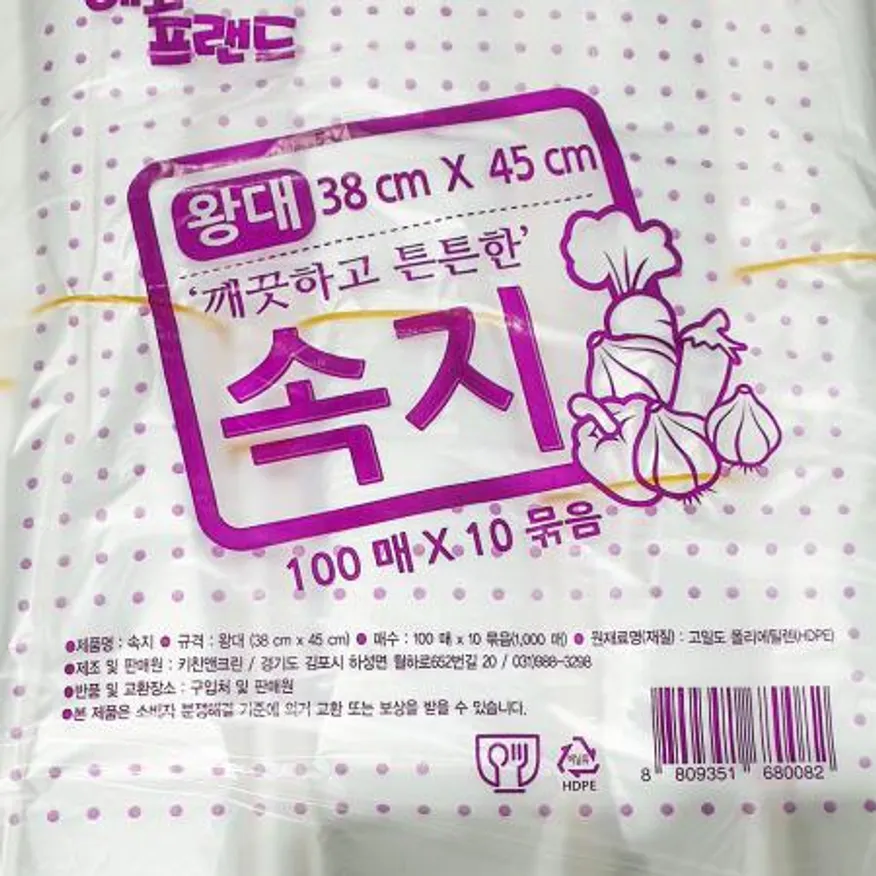 프랜드
왕대 38 cm X 45 cm
‘깨끗하고 튼튼한’
속지
100 매 X 10 묶음
●제품명 : 속지 ● 규격 : 왕대 (38 cm x 45 cm) ● 매수 : 100 매 x 10 묶음(1,000 매) ● 원재료명(재질) : 고밀도 폴리에틸렌(HDPE)
●제조 및 판매원 : 키친앤크린 / 경기도 김포시 하성면 월하로652번길 20 / 031)988-3298
●반품 및 교환장소 : 구입처 및 판매원
●본 제품은 소비자 분쟁해결 기준에 의거 교환 또는 보상을 받을 수 있습니다.
비닐류
HDPE
8 809351 680082